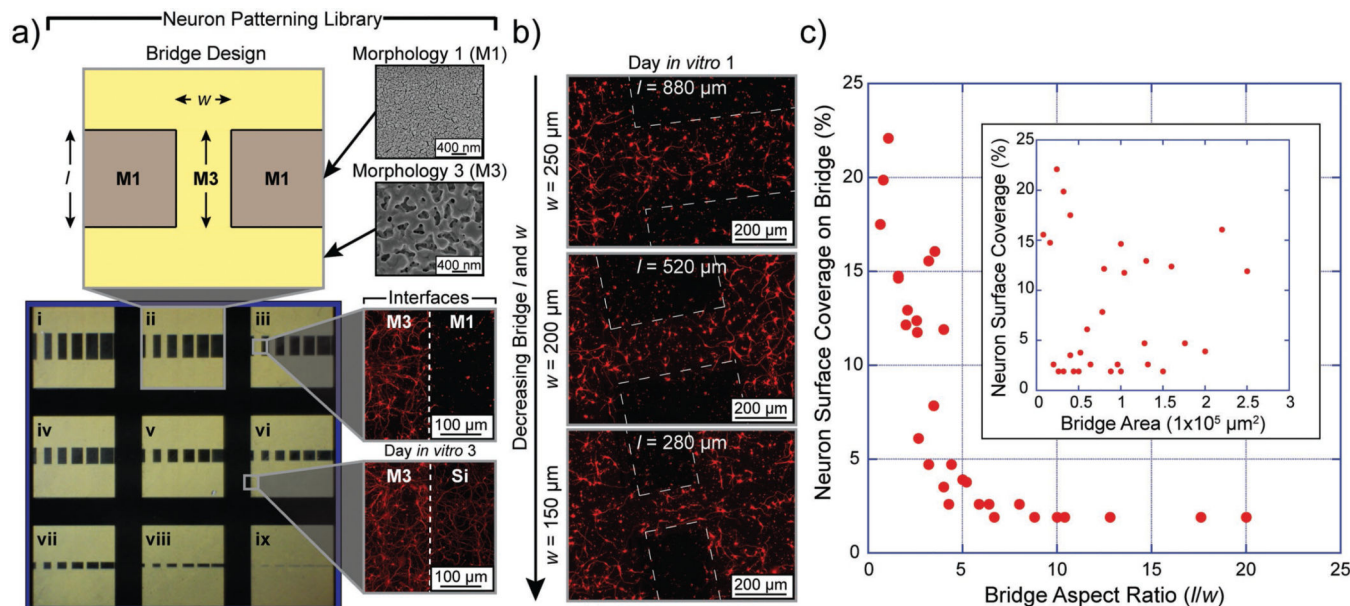 Neuron Patterning Library
a)
Bridge Design
w
l
M1
M3
M1
Morphology 1 (M1)
400 nm
Morphology 3 (M3)
400 nm
i
ii
iii
iv
v
vi
vii
viii
ix
Interfaces
M3
M1
100 µm
Day in vitro 3
M3
Si
100 µm
b)
Day in vitro 1
Decreasing Bridge l and w
w = 250 µm
l = 880 µm
200 µm
w = 200 µm
l = 520 µm
200 µm
w = 150 µm
l = 280 µm
200 µm
c)
Neuron Surface Coverage on Bridge (%)
25
20
15
10
5
0
0
5
10
15
20
25
Bridge Aspect Ratio (l/w)
Neuron Surface Coverage (%)
25
20
15
10
5
0
0
0.5
1
1.5
2
2.5
3
Bridge Area (1x10⁵ µm²)